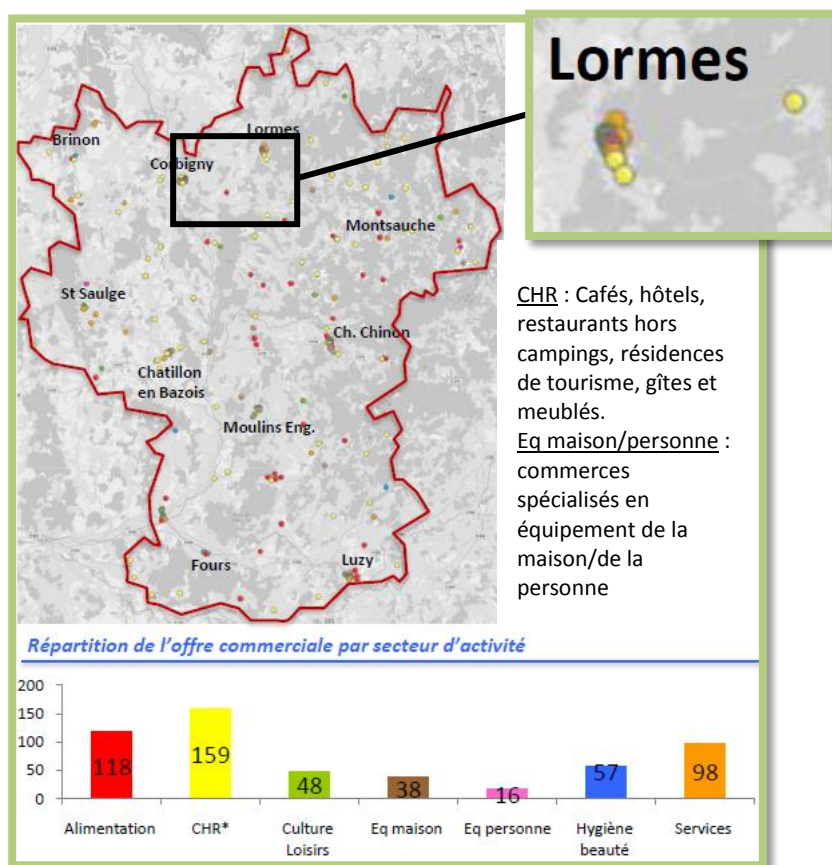 Lormes
Lormes
Brinon
Corbigny
Montsauche
St Saulge
Ch. Chinon
Chatillon
en Bazois
Moulins Eng.
Fours
Luzy
CHR : Cafés, hôtels,
restaurants hors
campings, résidences
de tourisme, gîtes et
meublés.
Eq maison/personne :
commerces
spécialisés en
équipement de la
maison/de la
personne
Répartition de l'offre commerciale par secteur d'activité
200
150
100
50
0
118
159
48
38
16
57
98
Alimentation
CHR*
Culture
Loisirs
Eq maison
Eq personne
Hygiène
beauté
Services